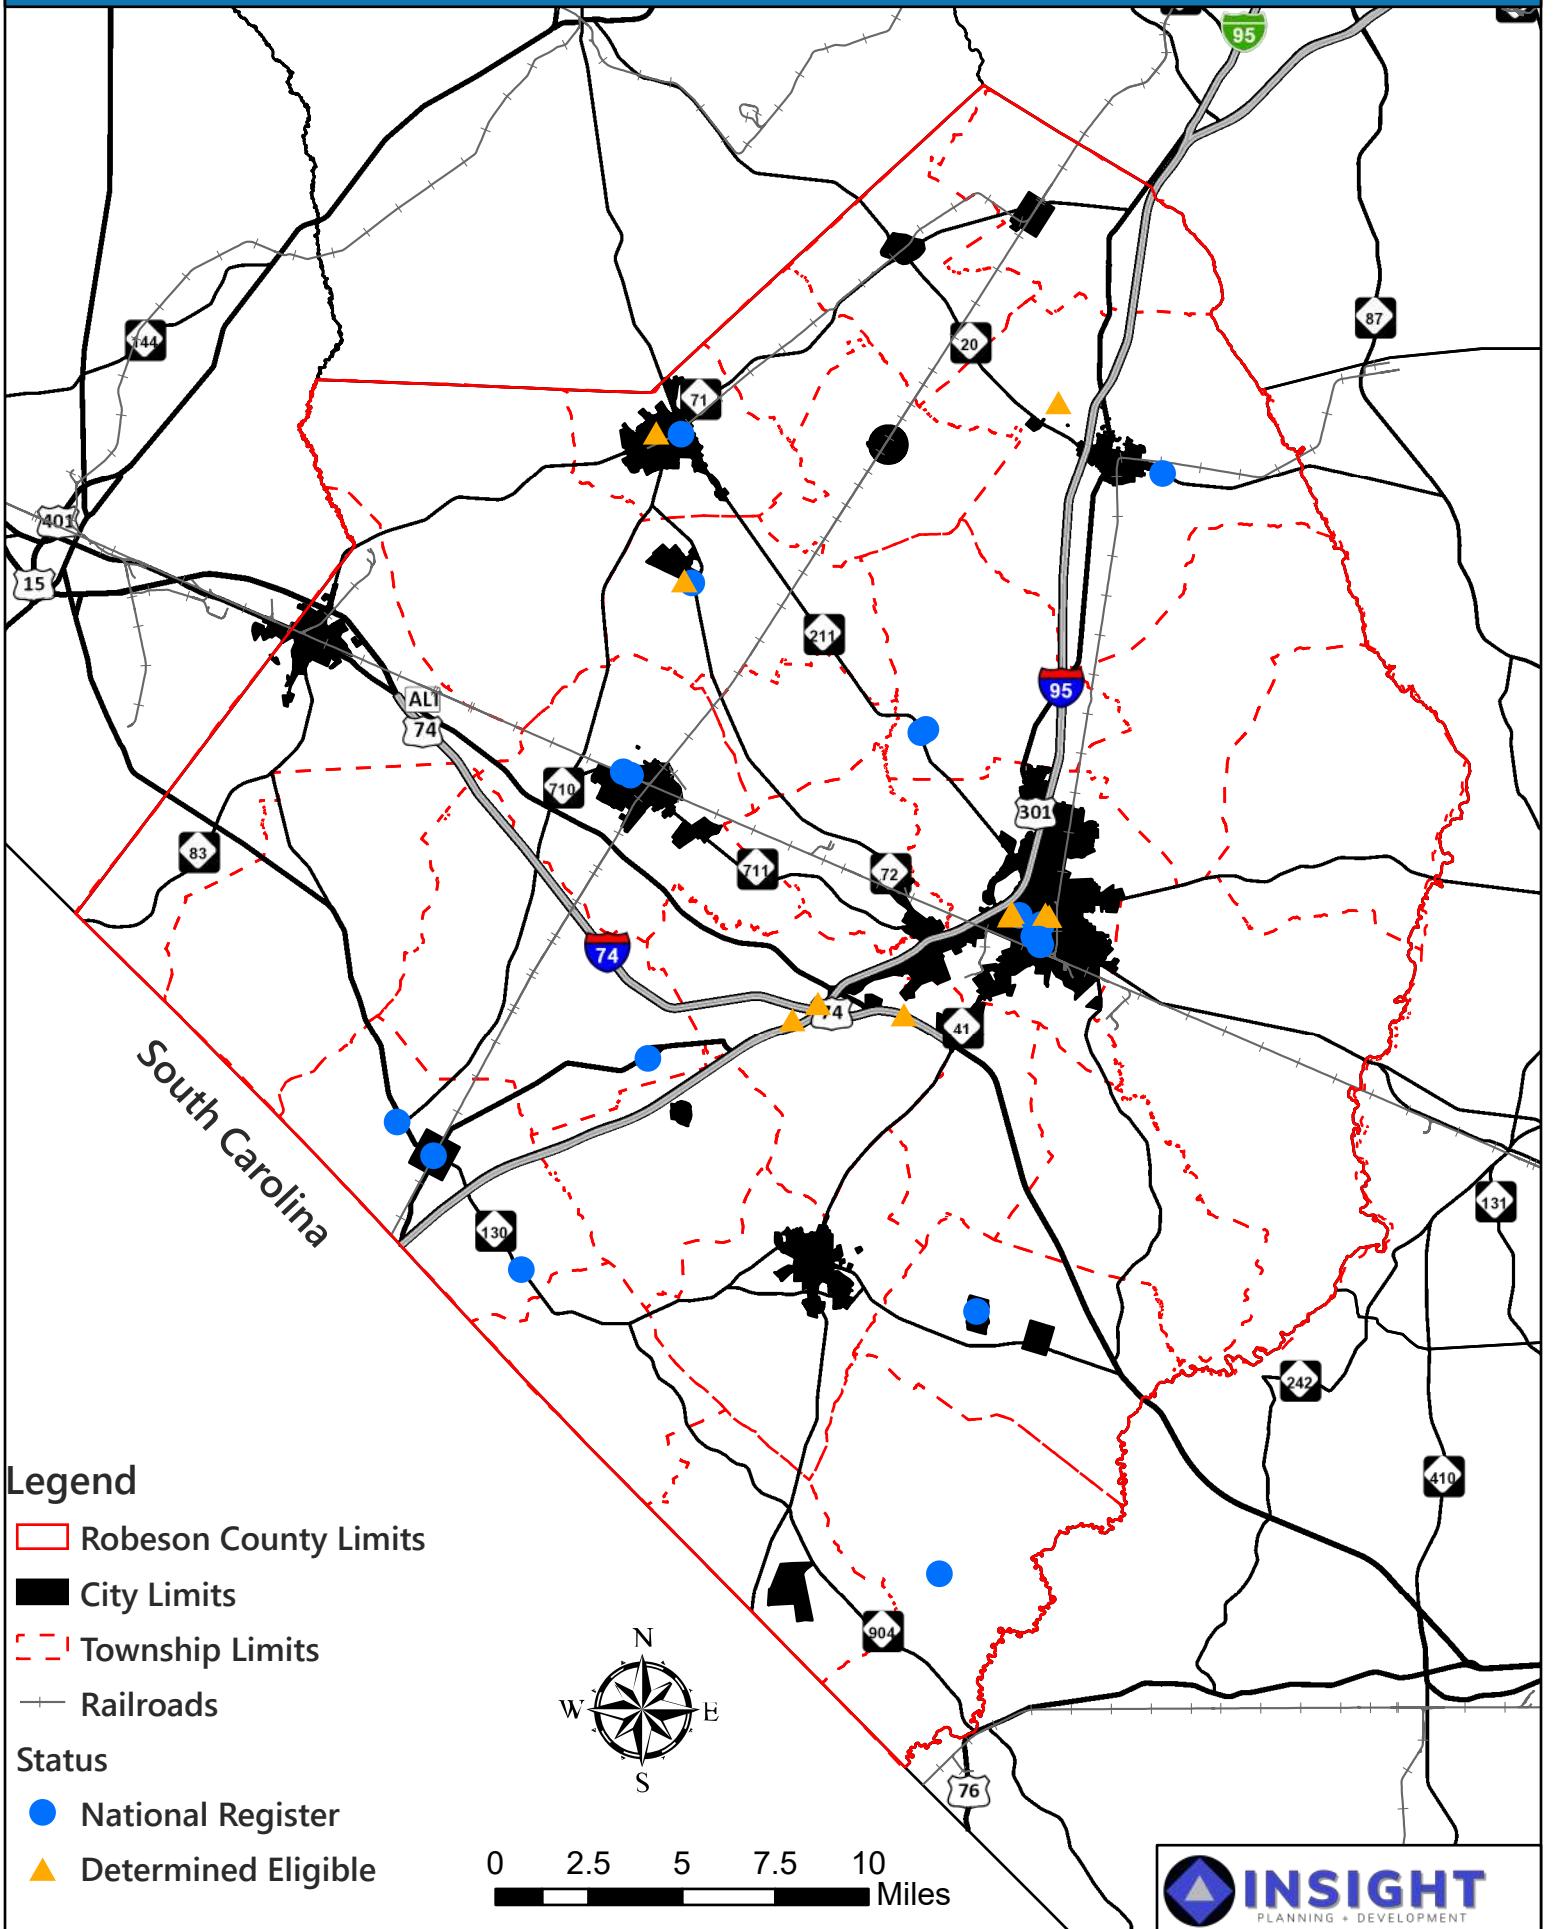 95
87
144
20
71
401
15
211
95
ALT
74
710
301
83
711
72
74
74
41
South Carolina
131
130
242
410
904
76
Legend
Robeson County Limits
City Limits
Township Limits
Railroads
Status
National Register
Determined Eligible
N
W E
S
0 2.5 5 7.5 10
Miles
INSIGHT
PLANNING + DEVELOPMENT